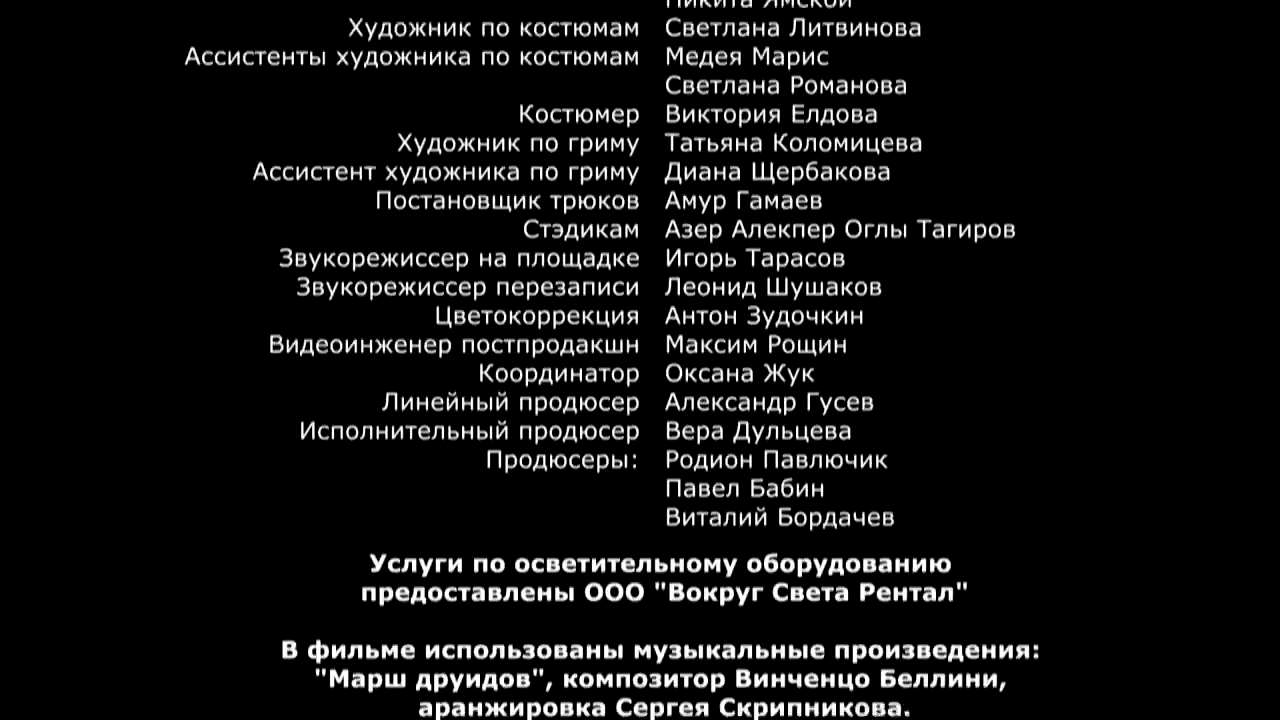 Никита Ямской
Художник по костюмам Светлана Литвинова
Ассистенты художника по костюмам Медея Марис
Светлана Романова
Костюмер Виктория Елдова
Художник по гриму Татьяна Коломицева
Ассистент художника по гриму Диана Щербакова
Постановщик трюков Амур Гамаев
Стэдикам Азер Алекпер Оглы Тагиров
Звукорежиссер на площадке Игорь Тарасов
Звукорежиссер перезаписи Леонид Шушаков
Цветокоррекция Антон Зудочкин
Видеоинженер постпродакшн Максим Рощин
Координатор Оксана Жук
Линейный продюсер Александр Гусев
Исполнительный продюсер Вера Дульцева
Продюсеры: Родион Павлючик
Павел Бабин
Виталий Бордачев
Услуги по осветительному оборудованию
предоставлены ООО "Вокруг Света Рентал"
В фильме использованы музыкальные произведения:
"Марш друидов", композитор Винченцо Беллини,
аранжировка Сергея Скрипникова.